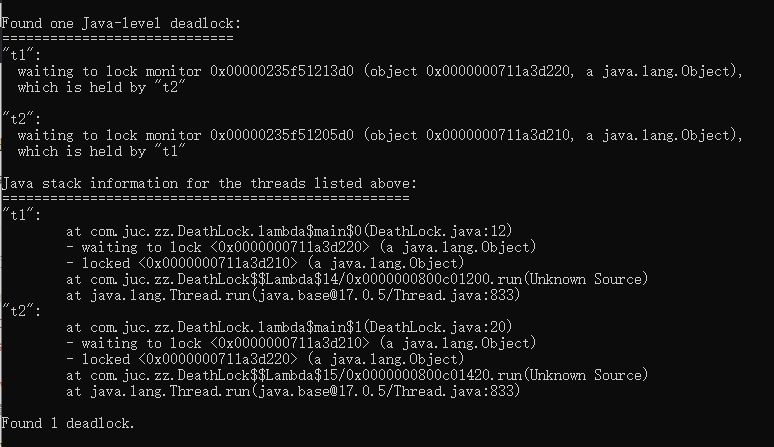 Found one Java-level deadlock:
=============================
"t1":
  waiting to lock monitor 0x00000235f51213d0 (object 0x0000000711a3d220, a java.lang.Object),
  which is held by "t2"

"t2":
  waiting to lock monitor 0x00000235f51205d0 (object 0x0000000711a3d210, a java.lang.Object),
  which is held by "t1"

Java stack information for the threads listed above:
===================================================
"t1":
        at com.juc.zz.DeathLock.lambda$main$0(DeathLock.java:12)
        - waiting to lock <0x0000000711a3d220> (a java.lang.Object)
        - locked <0x0000000711a3d210> (a java.lang.Object)
        at com.juc.zz.DeathLock$$Lambda$14/0x0000000800c01200.run(Unknown Source)
        at java.lang.Thread.run(java.base@17.0.5/Thread.java:833)
"t2":
        at com.juc.zz.DeathLock.lambda$main$1(DeathLock.java:20)
        - waiting to lock <0x0000000711a3d210> (a java.lang.Object)
        - locked <0x0000000711a3d220> (a java.lang.Object)
        at com.juc.zz.DeathLock$$Lambda$15/0x0000000800c01420.run(Unknown Source)
        at java.lang.Thread.run(java.base@17.0.5/Thread.java:833)

Found 1 deadlock.